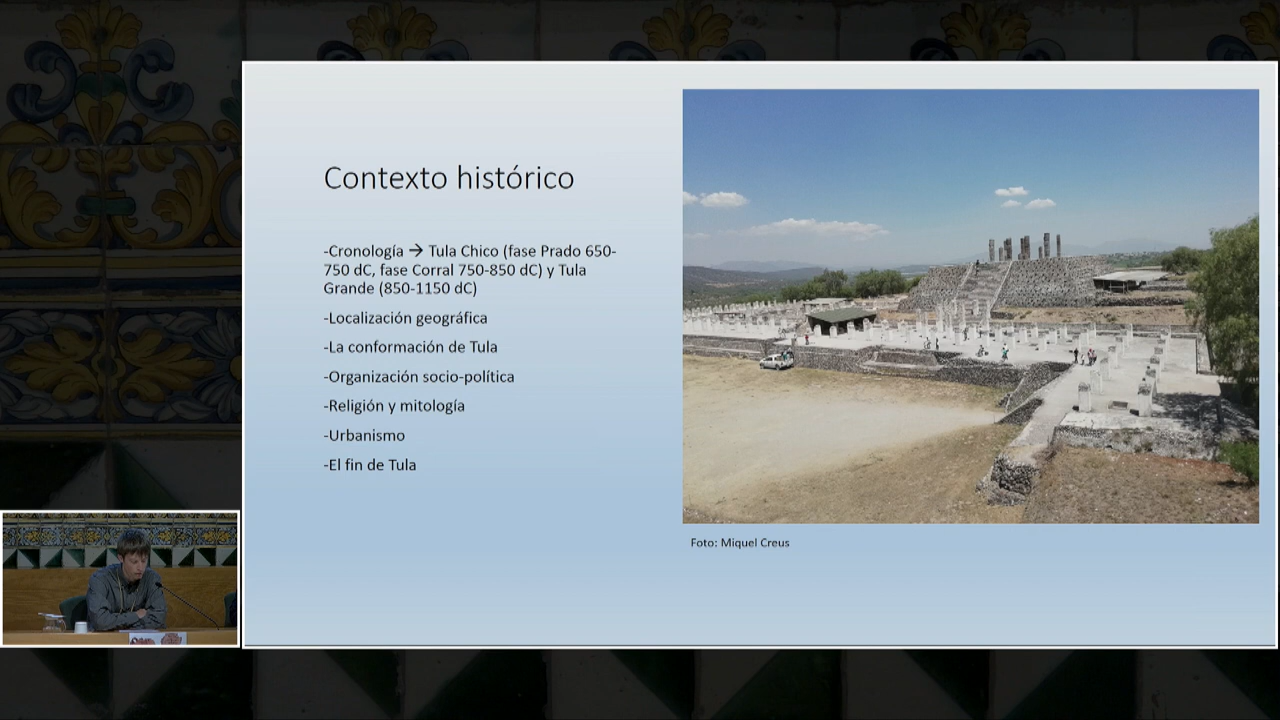 Contexto histórico
-Cronología → Tula Chico (fase Prado 650-
750 dC, fase Corral 750-850 dC) y Tula
Grande (850-1150 dC)
-Localización geográfica
-La conformación de Tula
-Organización socio-política
-Religión y mitología
-Urbanismo
-El fin de Tula
Foto: Miquel Creus